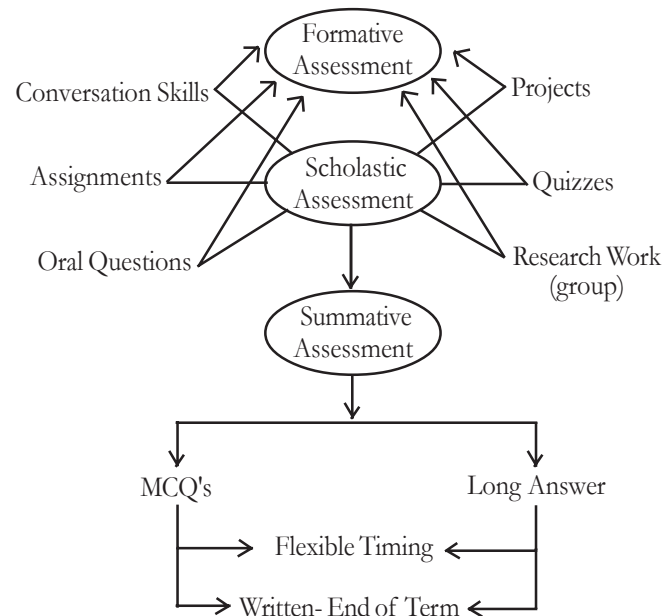 Formative
Assessment
Conversation Skills
Projects
Assignments
Scholastic
Assessment
Quizzes
Oral Questions
Research Work
(group)
Summative
Assessment
MCQ's
Long Answer
Flexible Timing
Written- End of Term